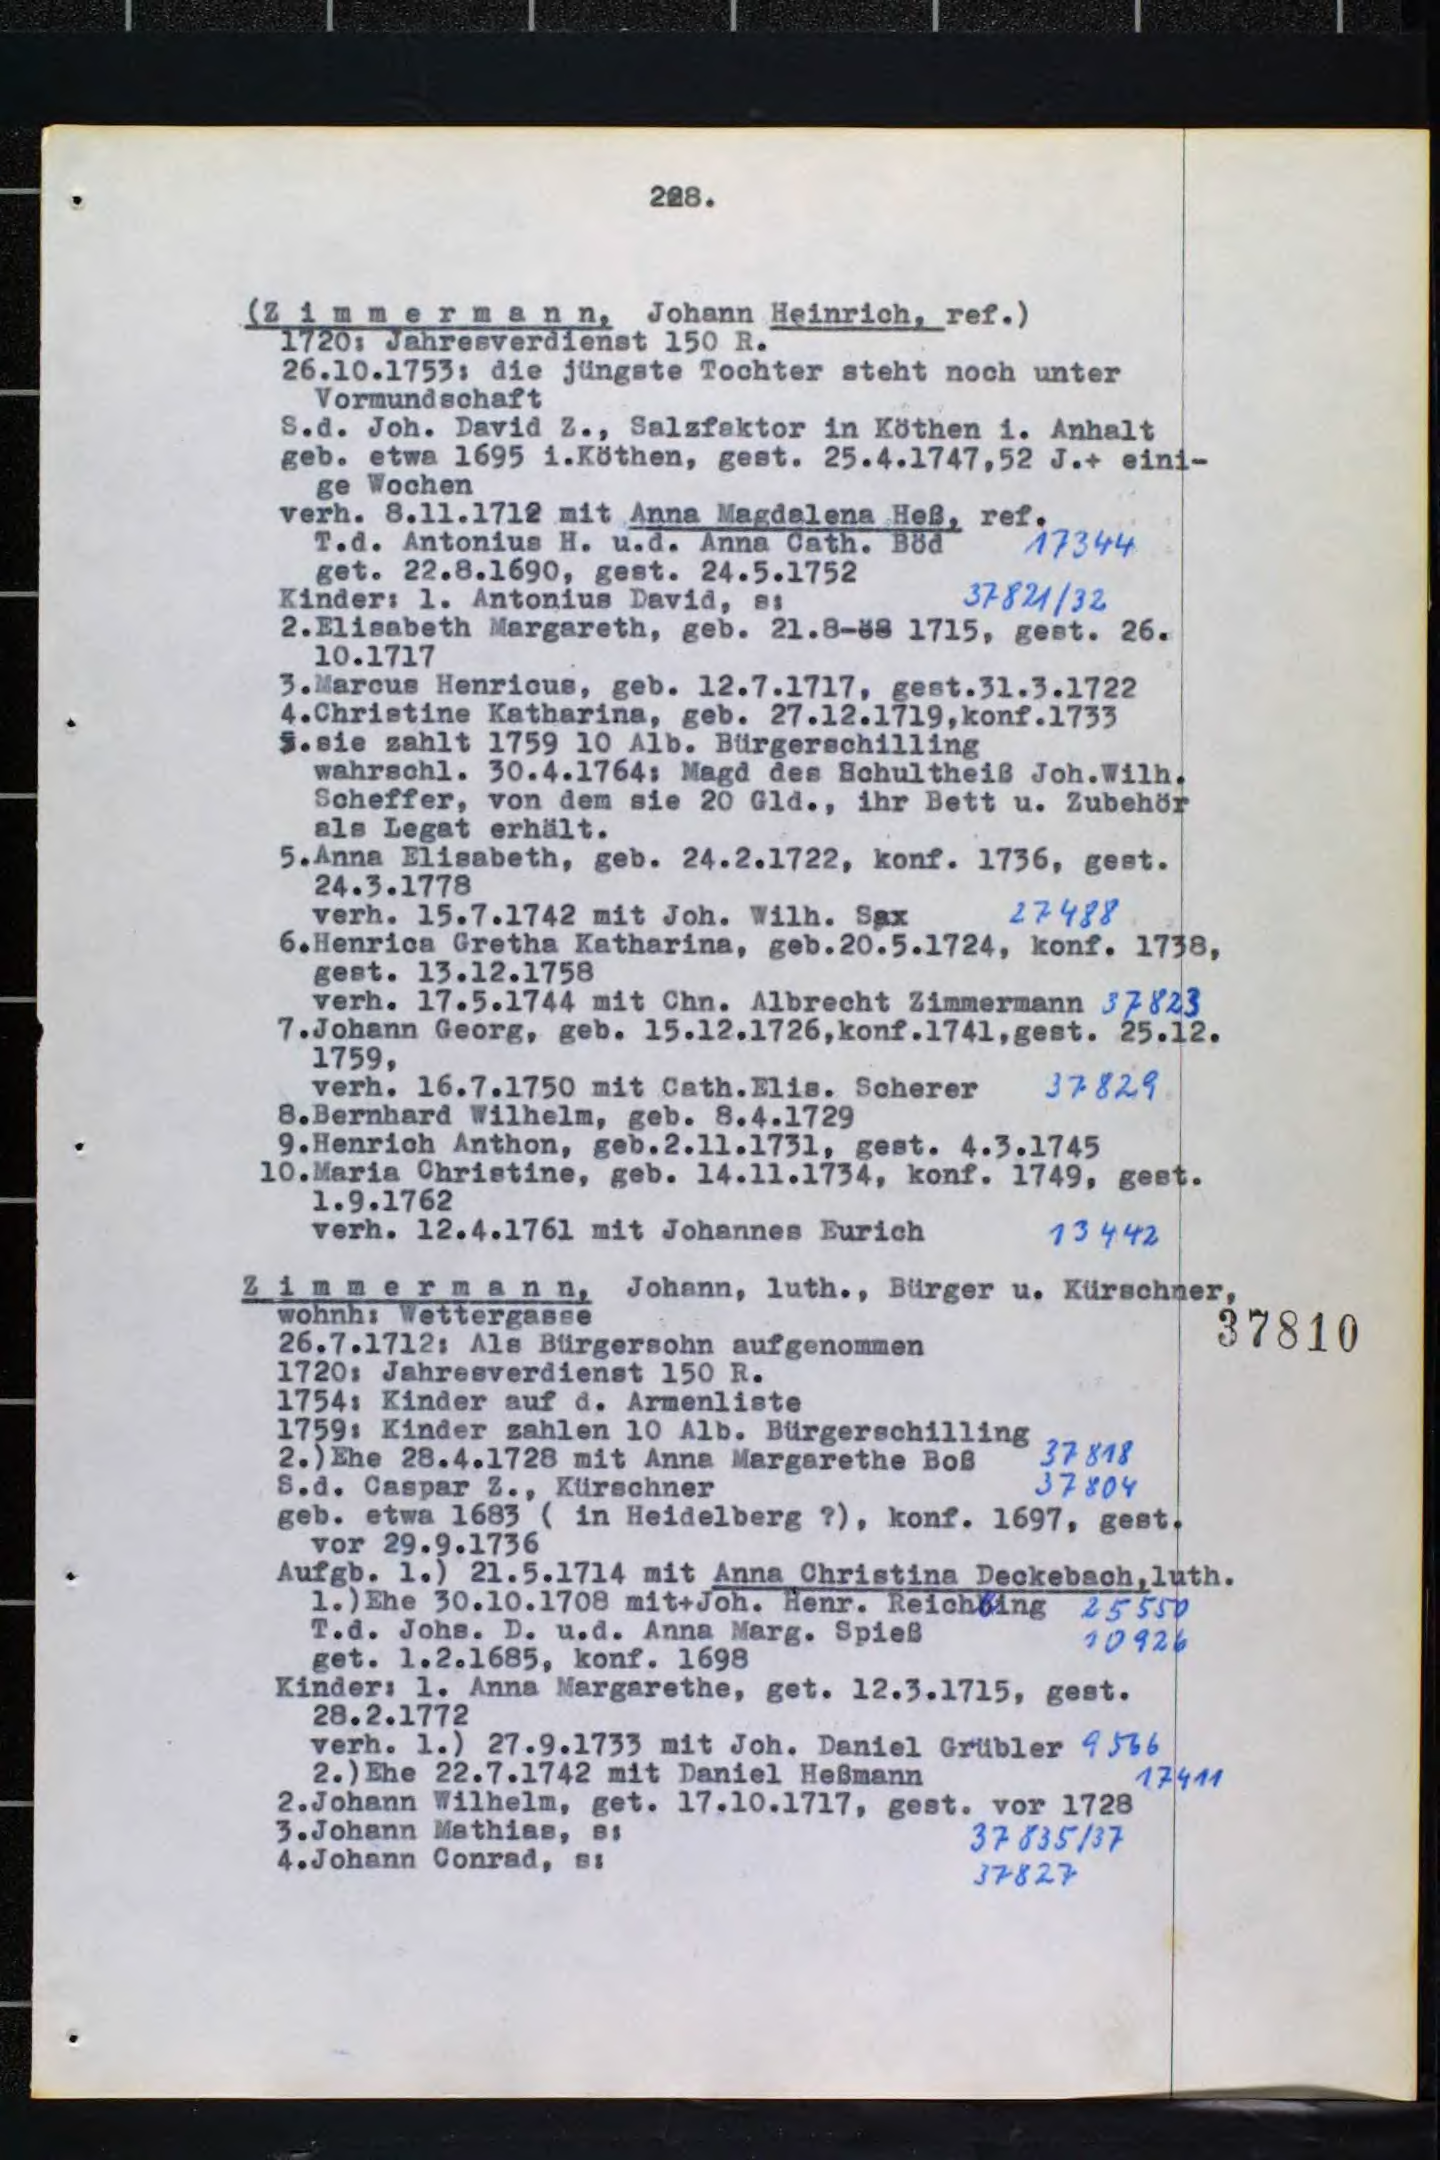 228.
(Z i m m e r m a n n, Johann Heinrich, ref.)
1720: Jahresverdienst 150 R.
26.10.1753: die jüngste Tochter steht noch unter
Vormundschaft
S.d. Joh. David Z., Salzfaktor in Köthen i. Anhalt
geb. etwa 1695 i.Köthen, gest. 25.4.1747,52 J.+ eini-
ge Wochen
verh. 8.11.1712 mit Anna Magdalena Heß, ref.
T.d. Antonius H. u.d. Anna Cath. Böd 17344
get. 22.8.1690, gest. 24.5.1752
Kinder: 1. Antonius David, s: 37821/32
2.Elisabeth Margareth, geb. 21.8- 1715, gest. 26.
10.1717
3.Marcus Henricus, geb. 12.7.1717, gest.31.3.1722
4.Christine Katharina, geb. 27.12.1719,konf.1733
.sie zahlt 1759 10 Alb. Bürgerschilling
wahrschl. 30.4.1764: Magd des Schultheiß Joh.Wilh.
Scheffer, von dem sie 20 Gld., ihr Bett u. Zubehör
als Legat erhält.
5.Anna Elisabeth, geb. 24.2.1722, konf. 1736, gest.
24.3.1778
verh. 15.7.1742 mit Joh. Wilh. Sax 27488
6.Henrica Gretha Katharina, geb.20.5.1724, konf. 1738,
gest. 13.12.1758
verh. 17.5.1744 mit Chn. Albrecht Zimmermann 37823
7.Johann Georg, geb. 15.12.1726,konf.1741,gest. 25.12.
1759,
verh. 16.7.1750 mit Cath.Elis. Scherer 37829
8.Bernhard Wilhelm, geb. 8.4.1729
9.Henrich Anthon, geb.2.11.1731, gest. 4.3.1745
10.Maria Christine, geb. 14.11.1734, konf. 1749, gest.
1.9.1762
verh. 12.4.1761 mit Johannes Eurich 13442
Z i m m e r m a n n, Johann, luth., Bürger u. Kürschner,
wohnh: Wettergasse
37810
26.7.1712: Als Bürgersohn aufgenommen
1720: Jahresverdienst 150 R.
1754: Kinder auf d. Armenliste
1759: Kinder zahlen 10 Alb. Bürgerschilling
2.)Ehe 28.4.1728 mit Anna Margarethe Boß 37818
S.d. Caspar Z., Kürschner 37804
geb. etwa 1683 ( in Heidelberg ?), konf. 1697, gest.
vor 29.9.1736
Aufgb. 1.) 21.5.1714 mit Anna Christina Deckebach,luth.
1.)Ehe 30.10.1708 mit+Joh. Henr. Reichbing 25550
T.d. Johs. D. u.d. Anna Marg. Spieß 10926
get. 1.2.1685, konf. 1698
Kinder: 1. Anna Margarethe, get. 12.3.1715, gest.
28.2.1772
verh. 1.) 27.9.1733 mit Joh. Daniel Grübler 9566
2.)Ehe 22.7.1742 mit Daniel Heßmann 17411
2.Johann Wilhelm, get. 17.10.1717, gest. vor 1728
3.Johann Mathias, s: 37835/37
4.Johann Conrad, s: 37827